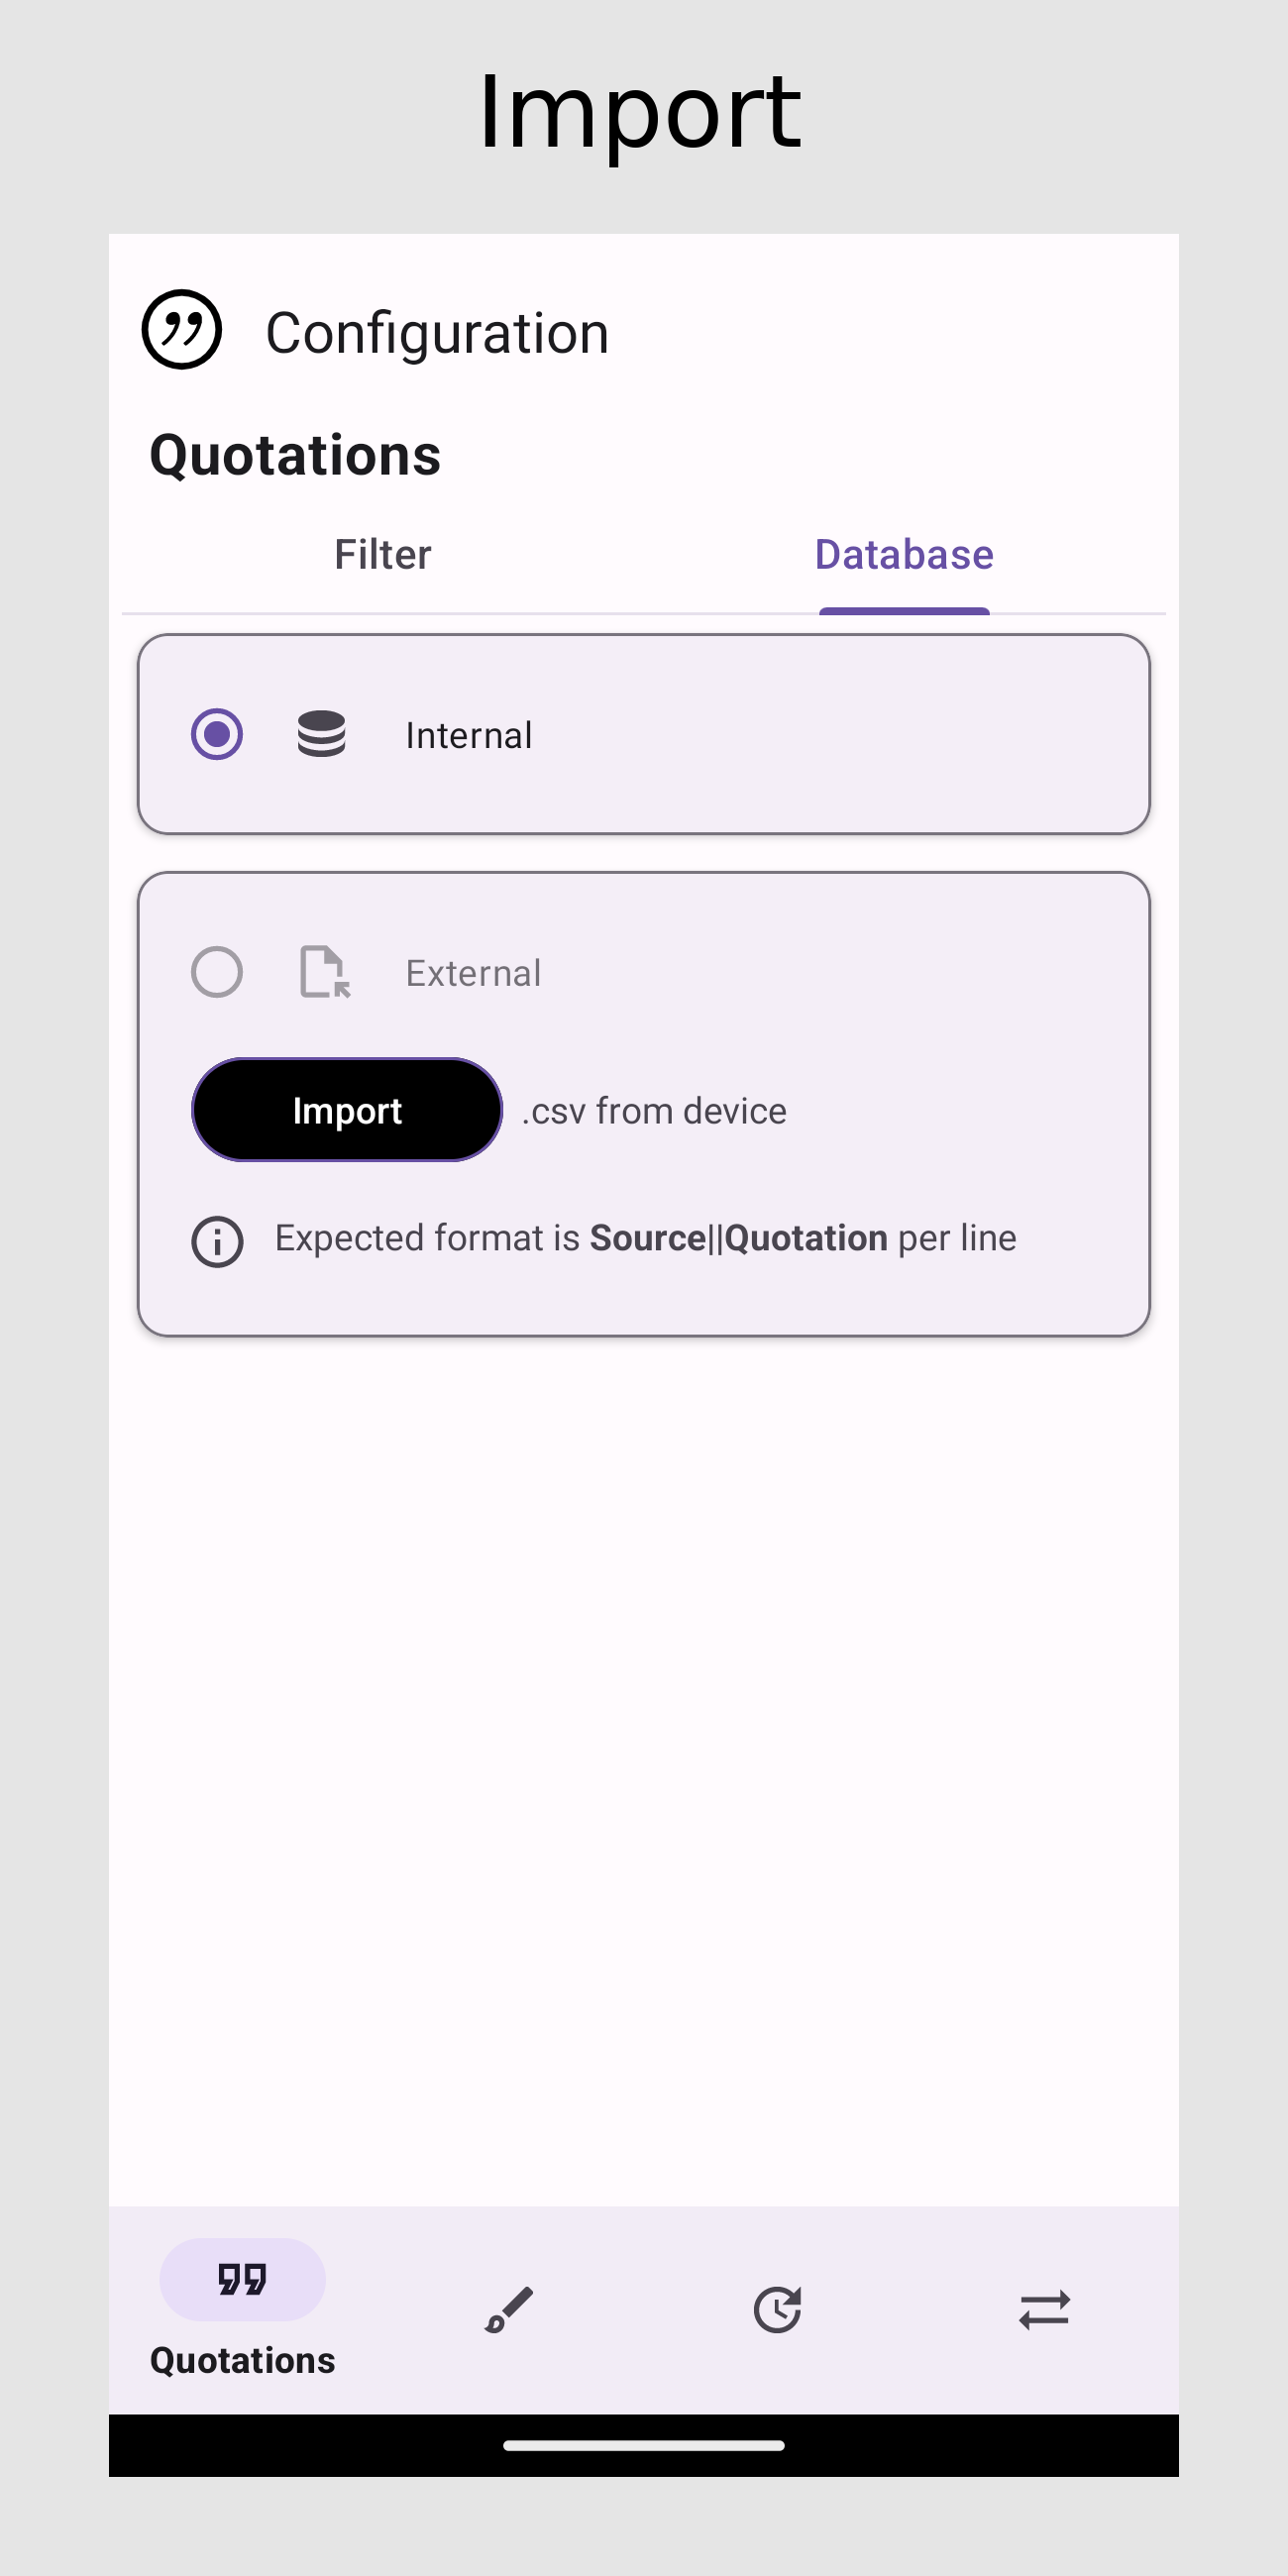 Import
Configuration
Quotations
Filter Database
Internal
External
Import .csv from device
Expected format is Source||Quotation per line
Quotations